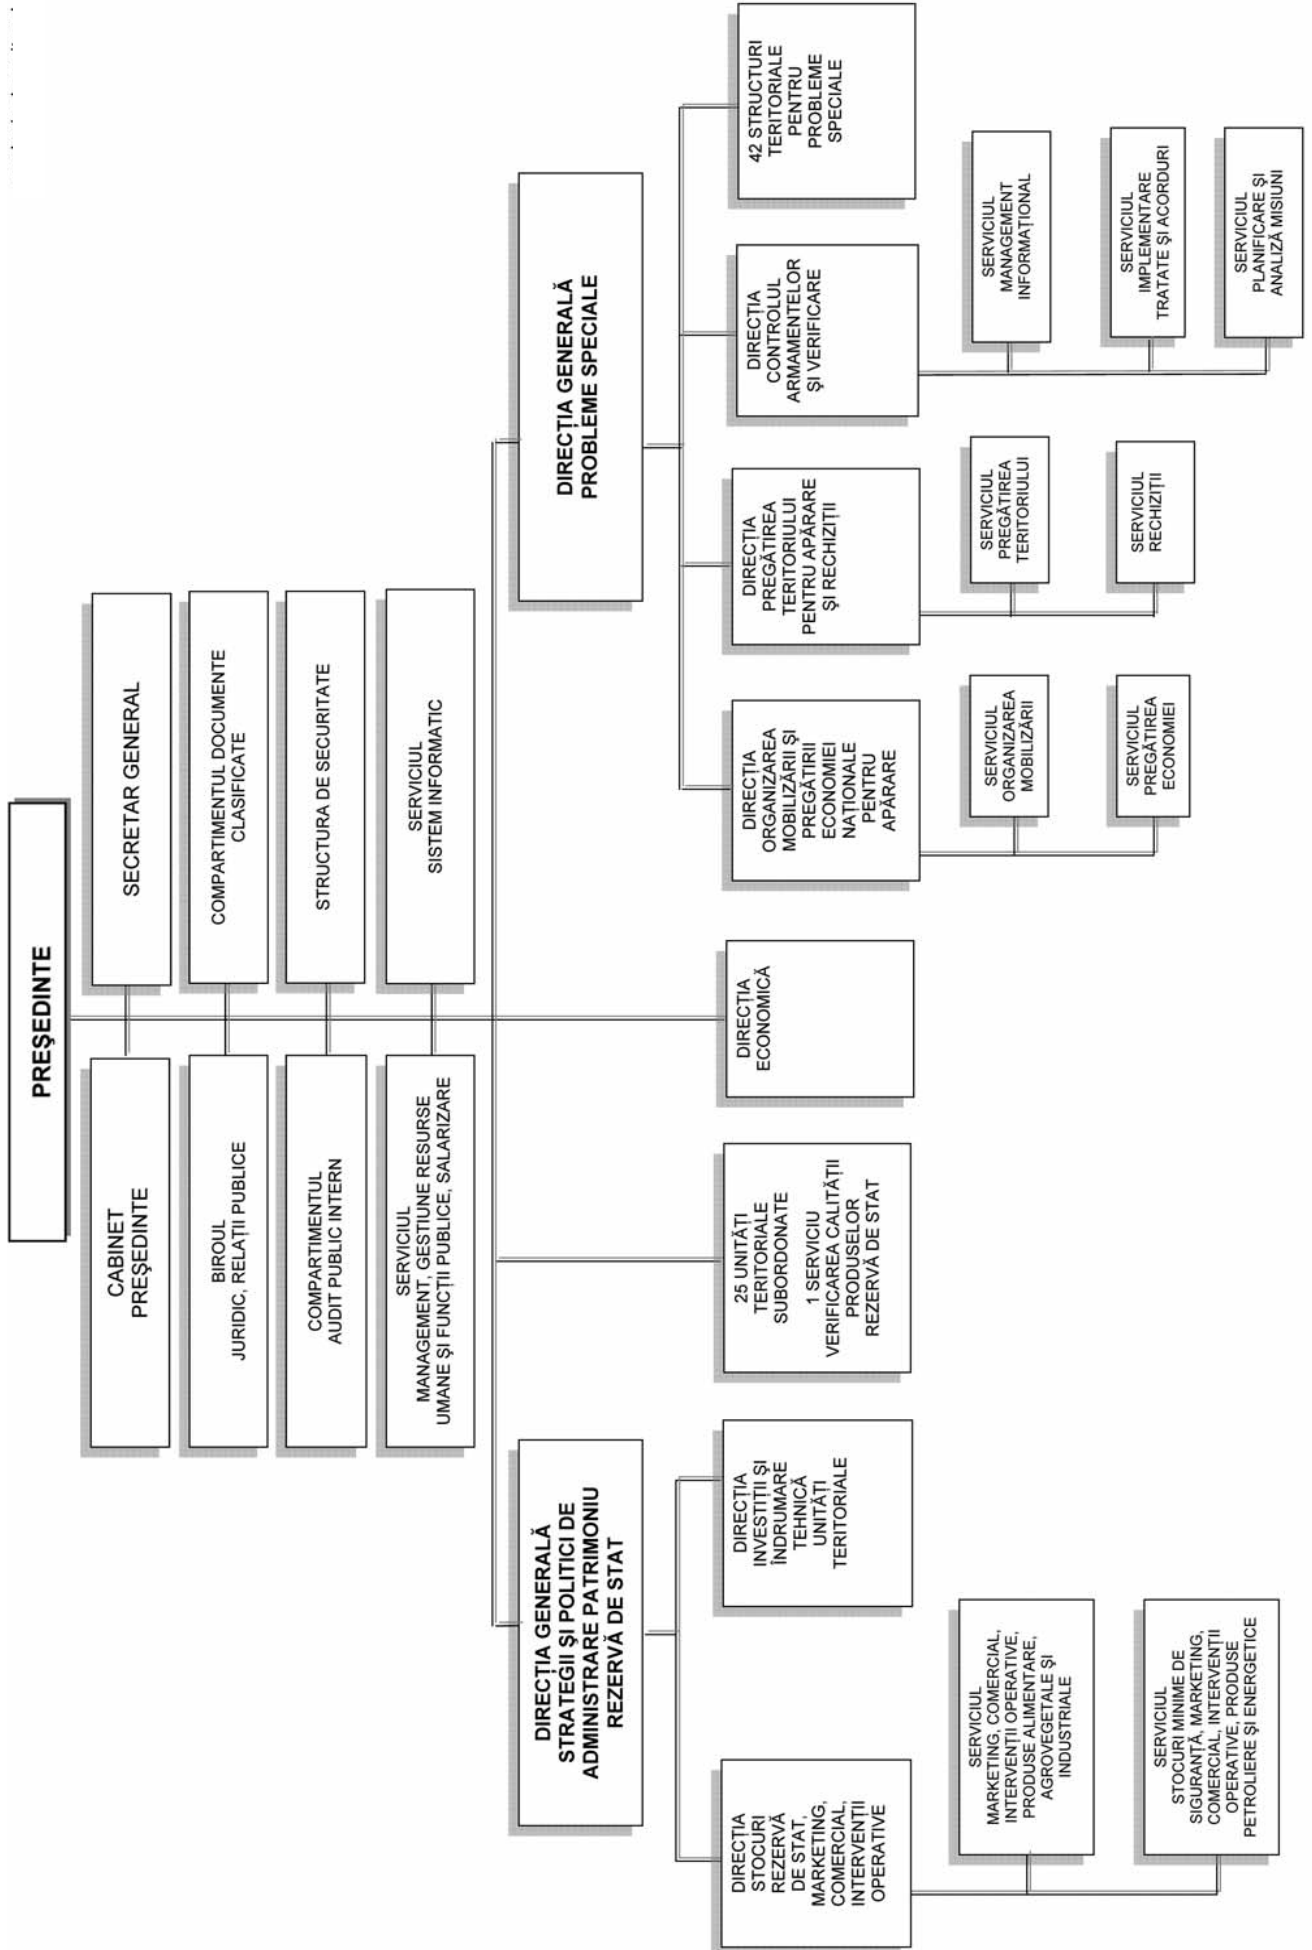 PREŞEDINTE
CABINET
PREŞEDINTE
SECRETAR GENERAL
BIROUL
JURIDIC, RELAŢII PUBLICE
COMPARTIMENTUL DOCUMENTE
CLASIFICATE
COMPARTIMENTUL
AUDIT PUBLIC INTERN
STRUCTURA DE SECURITATE
SERVICIUL
MANAGEMENT, GESTIUNE RESURSE
UMANE ŞI FUNCŢII PUBLICE, SALARIZARE
SERVICIUL
SISTEM INFORMATIC
DIRECŢIA GENERALĂ
STRATEGII ŞI POLITICI DE
ADMINISTRARE PATRIMONIU
REZERVĂ DE STAT
DIRECŢIA GENERALĂ
PROBLEME SPECIALE
DIRECŢIA
STOCURI
REZERVĂ
DE STAT,
MARKETING,
COMERCIAL,
INTERVENŢII
OPERATIVE
DIRECŢIA
INVESTIŢII ŞI
ÎNDRUMARE
TEHNICĂ
UNITĂŢI
TERITORIALE
25 UNITĂŢI
TERITORIALE
SUBORDONATE
1 SERVICIU
VERIFICAREA CALITĂŢII
PRODUSELOR
REZERVĂ DE STAT
DIRECŢIA
ECONOMICĂ
DIRECŢIA
ORGANIZAREA
MOBILIZĂRII ŞI
PREGĂTIRII
ECONOMIEI
NAŢIONALE
PENTRU
APĂRARE
DIRECŢIA
PREGĂTIREA
TERITORIULUI
PENTRU APĂRARE
ŞI RECHIZIŢII
DIRECŢIA
CONTROLUL
ARMAMENTELOR
ŞI VERIFICARE
42 STRUCTURI
TERITORIALE
PENTRU
PROBLEME
SPECIALE
SERVICIUL
MARKETING, COMERCIAL,
INTERVENŢII OPERATIVE,
PRODUSE ALIMENTARE,
AGROVEGETALE ŞI
INDUSTRIALE
SERVICIUL
STOCURI MINIME DE
SIGURANŢĂ, MARKETING,
COMERCIAL, INTERVENŢII
OPERATIVE, PRODUSE
PETROLIERE ŞI ENERGETICE
SERVICIUL
ORGANIZAREA
MOBILIZĂRII
SERVICIUL
PREGĂTIREA
ECONOMIEI
SERVICIUL
PREGĂTIREA
TERITORIULUI
SERVICIUL
RECHIZIŢII
SERVICIUL
MANAGEMENT
INFORMAŢIONAL
SERVICIUL
IMPLEMENTARE
TRATATE ŞI ACORDURI
SERVICIUL
PLANIFICARE ŞI
ANALIZĂ MISIUNI